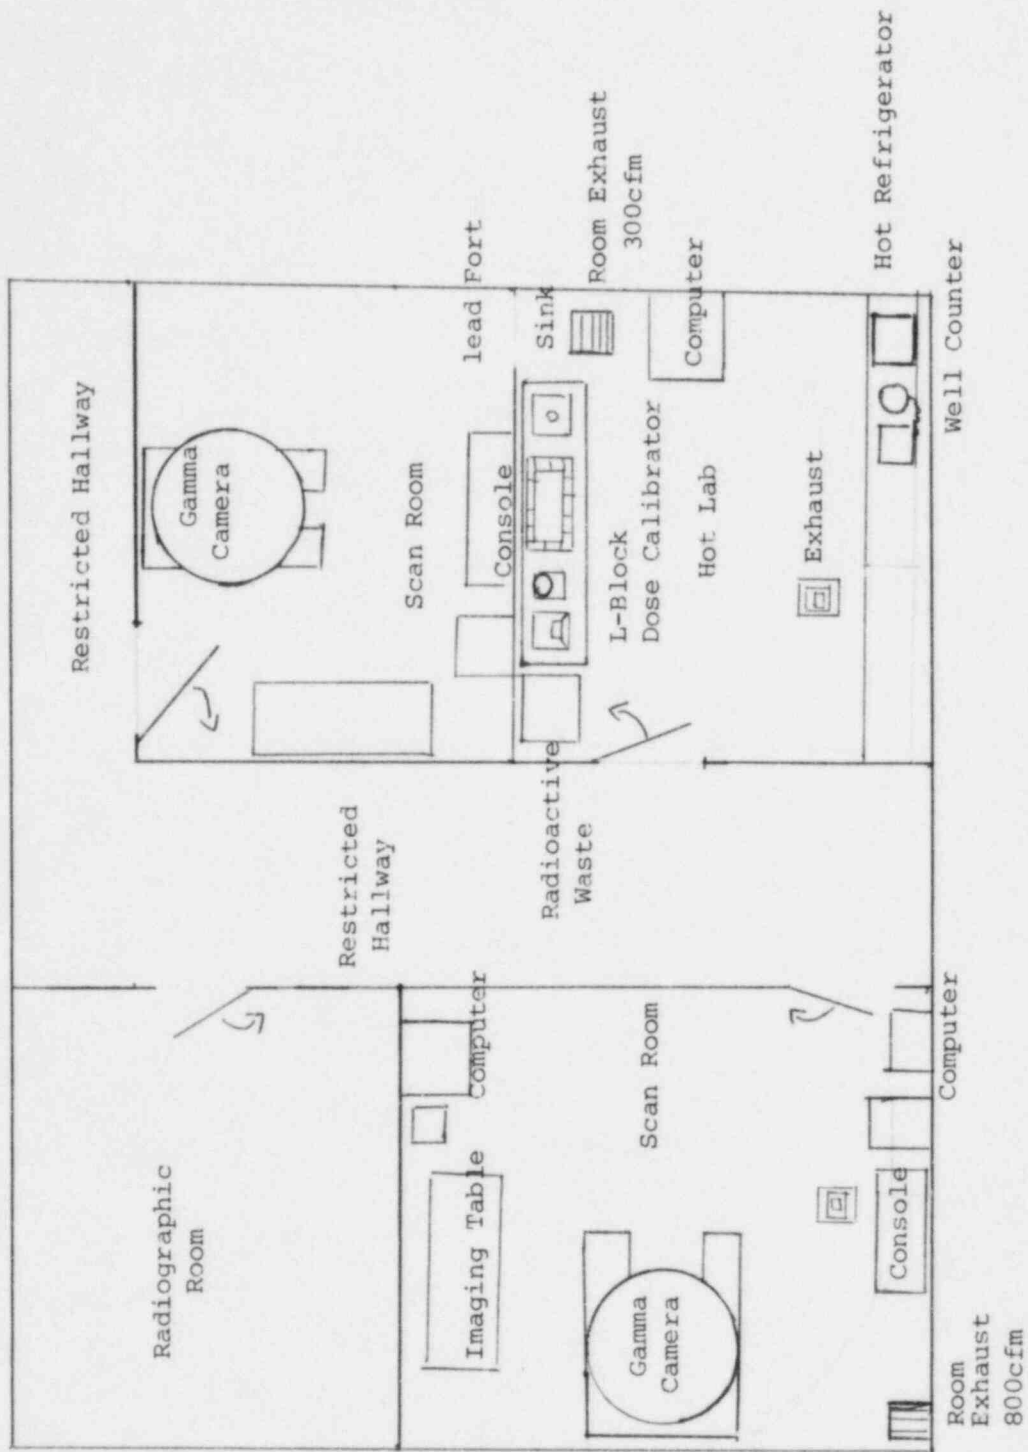 Restricted Hallway
Radiographic
Room
Gamma
Camera
lead Fort
Scan Room
Console
Sink
Room Exhaust
300cfm
Restricted
Hallway
Computer
L-Block
Dose Calibrator
Hot Lab
Computer
Imaging Table
Radioactive
Waste
Exhaust
Hot Refrigerator
Scan Room
Gamma
Camera
Console
Computer
Well Counter
Room
Exhaust
800cfm